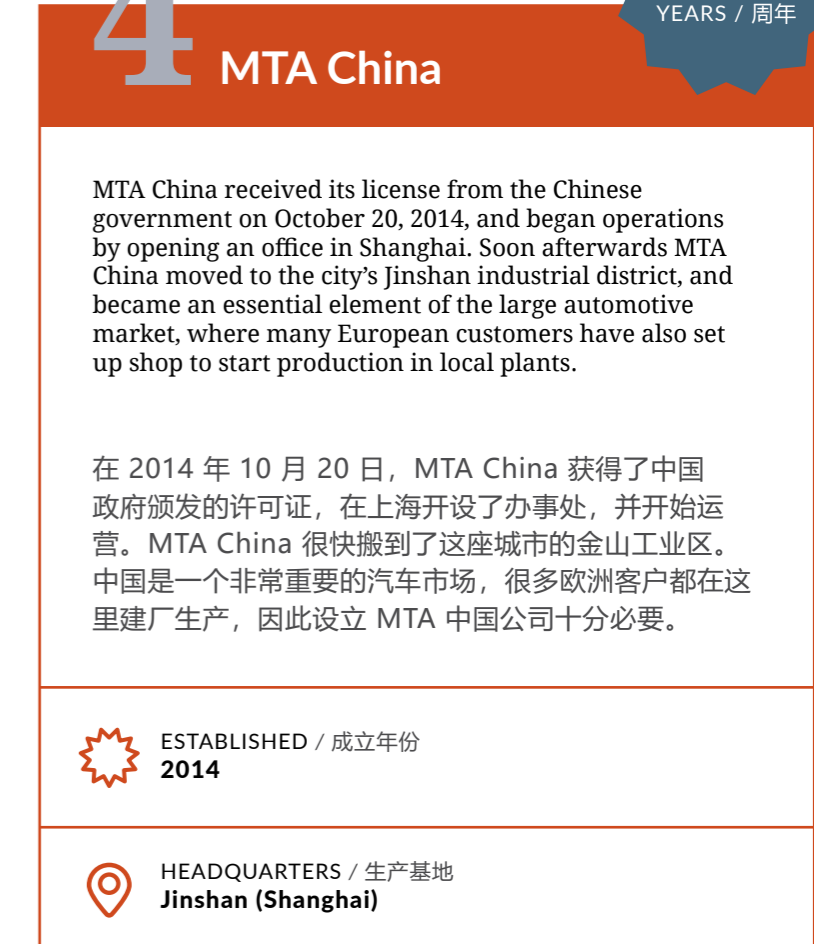 YEARS / 周年
4
MTA China
MTA China received its license from the Chinese
government on October 20, 2014, and began operations
by opening an office in Shanghai. Soon afterwards MTA
China moved to the city’s Jinshan industrial district, and
became an essential element of the large automotive
market, where many European customers have also set
up shop to start production in local plants.
在 2014 年 10 月 20 日，MTA China 获得了中国
政府颁发的许可证，在上海开设了办事处，并开始运
营。MTA China 很快搬到了这座城市的金山工业区。
中国是一个非常重要的汽车市场，很多欧洲客户都在这
里建厂生产，因此设立 MTA 中国公司十分必要。
ESTABLISHED / 成立年份
2014
HEADQUARTERS / 生产基地
Jinshan (Shanghai)